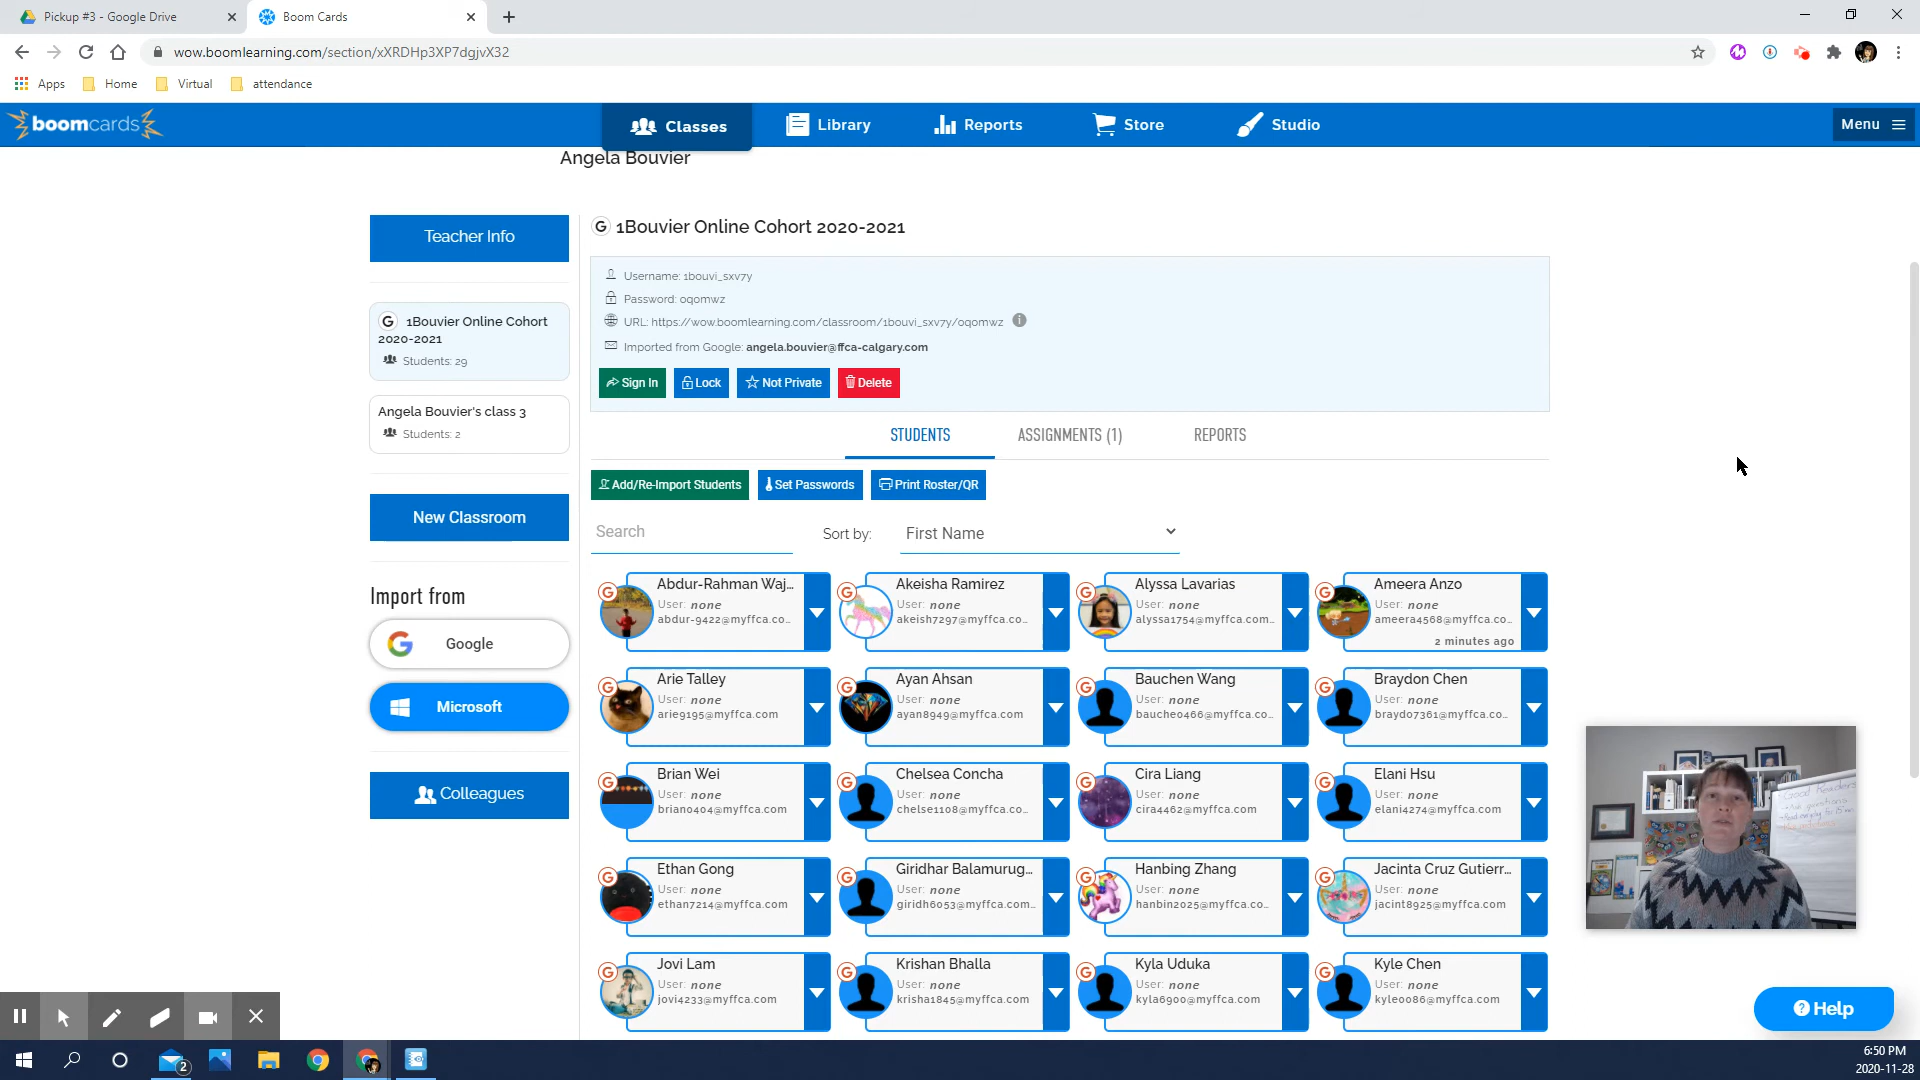 Pickup #3 - Google Drive
Boom Cards
wow.boomlearning.com/section/xXRDHp3XP7dgjvX32
Apps
Home
Virtual
attendance
boomcards
Classes
Library
Reports
Store
Studio
Menu
Angela Bouvier
Teacher Info
1Bouvier Online Cohort 2020-2021
Students: 29
Angela Bouvier's class 3
Students: 2
New Classroom
Import from
Google
Microsoft
Colleagues
1Bouvier Online Cohort 2020-2021
Username: 1bouvi_sxv7y
Password: oqomwz
URL: https://wow.boomlearning.com/classroom/1bouvi_sxv7y/oqomwz
Imported from Google: angela.bouvier@ffca-calgary.com
Sign In
Lock
Not Private
Delete
STUDENTS
ASSIGNMENTS (1)
REPORTS
Add/Re-Import Students
Set Passwords
Print Roster/QR
Search
Sort by:
First Name
Abdur-Rahman Waj...
User: none
abdur-9422@myffca.co...
Akeisha Ramirez
User: none
akeish7297@myffca.co...
Alyssa Lavarias
User: none
alyssa1754@myffca.com...
Ameera Anzo
User: none
ameera4568@myffca.co...
2 minutes ago
Arie Talley
User: none
arie9195@myffca.com
Ayan Ahsan
User: none
ayan8949@myffca.com
Bauchen Wang
User: none
baucheo466@myffca.co...
Braydon Chen
User: none
braydo7361@myffca.co...
Brian Wei
User: none
brian0404@myffca.com
Chelsea Concha
User: none
chelse1108@myffca.co...
Cira Liang
User: none
cira4462@myffca.com
Elani Hsu
User: none
elani4274@myffca.com
Ethan Gong
User: none
ethan7214@myffca.com
Giridhar Balamurug...
User: none
giridh6053@myffca.com...
Hanbing Zhang
User: none
hanbin2025@myffca.co...
Jacinta Cruz Gutierr...
User: none
jacint8925@myffca.com
Jovi Lam
User: none
jovi4233@myffca.com
Krishan Bhalla
User: none
krisha1845@myffca.com
Kyla Uduka
User: none
kyla6900@myffca.com
Kyle Chen
User: none
kyle0086@myffca.com
Good Readers
Help
2
6:50 PM
2020-11-28